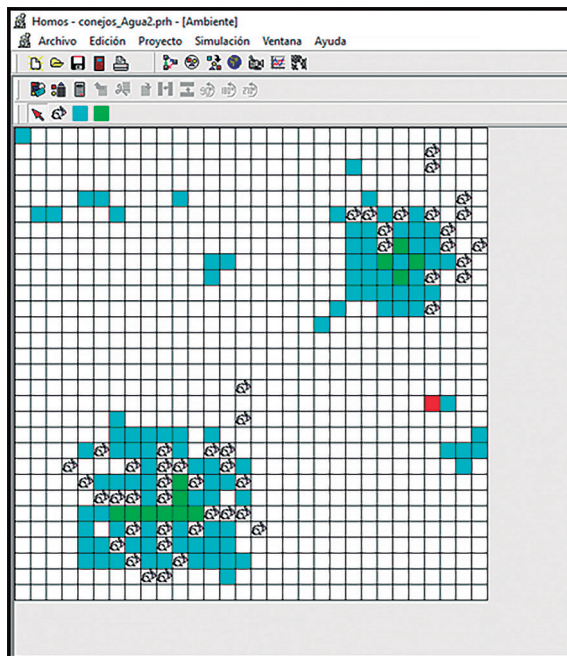 Homos - conejos_Agua2.prh - [Ambiente]
Archivo Edición Proyecto Simulación Ventana Ayuda